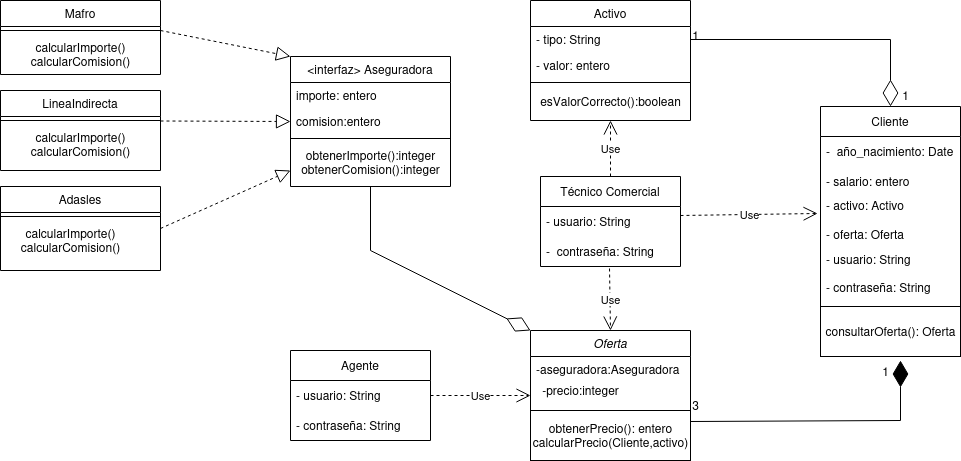 Mafro
calcularImporte()
calcularComision()
LineaIndirecta
calcularImporte()
calcularComision()
Adasles
calcularImporte()
calcularComision()
<interfaz> Aseguradora
importe: entero
comision:entero
obtenerImporte():integer
obtenerComision():integer
Activo
- tipo: String
- valor: entero
esValorCorrecto():boolean
1
1
Use
Técnico Comercial
- usuario: String
- contraseña: String
Use
Use
Cliente
- año_nacimiento: Date
- salario: entero
- activo: Activo
- oferta: Oferta
- usuario: String
- contraseña: String
consultarOferta(): Oferta
1
3
Agente
- usuario: String
- contraseña: String
Use
Oferta
-aseguradora:Aseguradora
-precio:integer
obtenerPrecio(): entero
calcularPrecio(Cliente,activo)